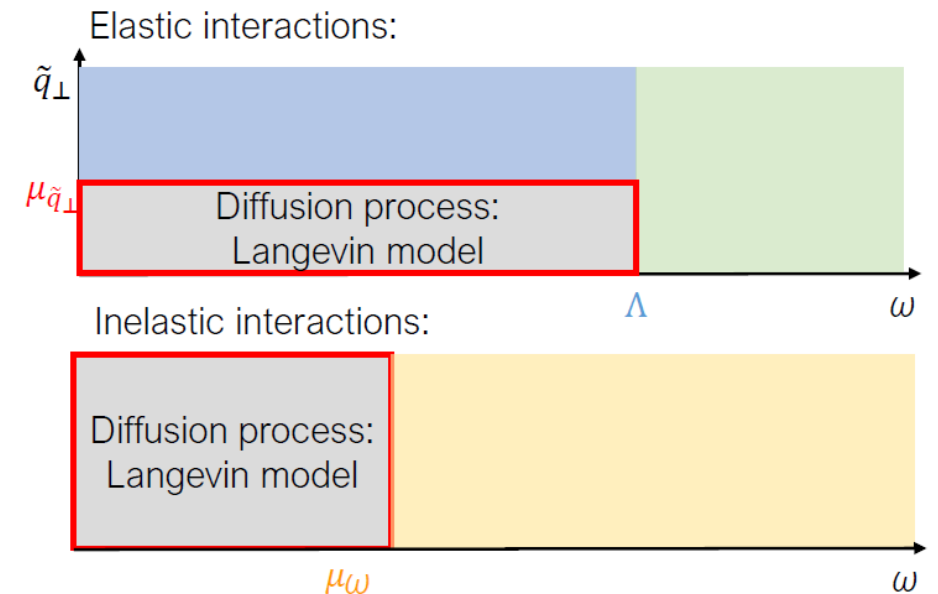 Elastic interactions:
q̃⊥
μq̃⊥
Diffusion process:
Langevin model
Λ
ω
Inelastic interactions:
Diffusion process:
Langevin model
μω
ω